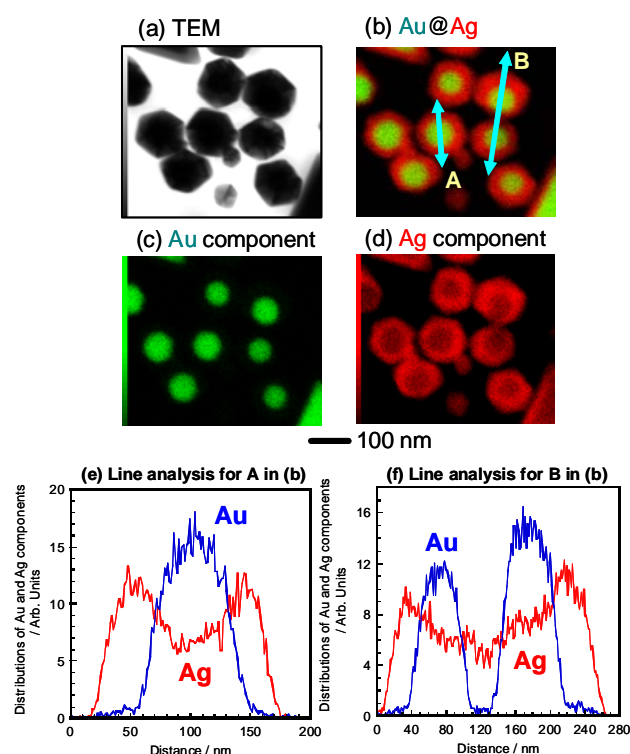 (a) TEM
(b) Au@Ag
B
A
(c) Au component
(d) Ag component
100 nm
(e) Line analysis for A in (b)
Distributions of Au and Ag components
/ Arb. Units
20
15
10
5
0
Au
Ag
0 50 100 150 200
Distance / nm
(f) Line analysis for B in (b)
Distributions of Au and Ag components
/ Arb. Units
16
12
8
4
0
Au
Ag
0 40 80 120 160 200 240 280
Distance / nm